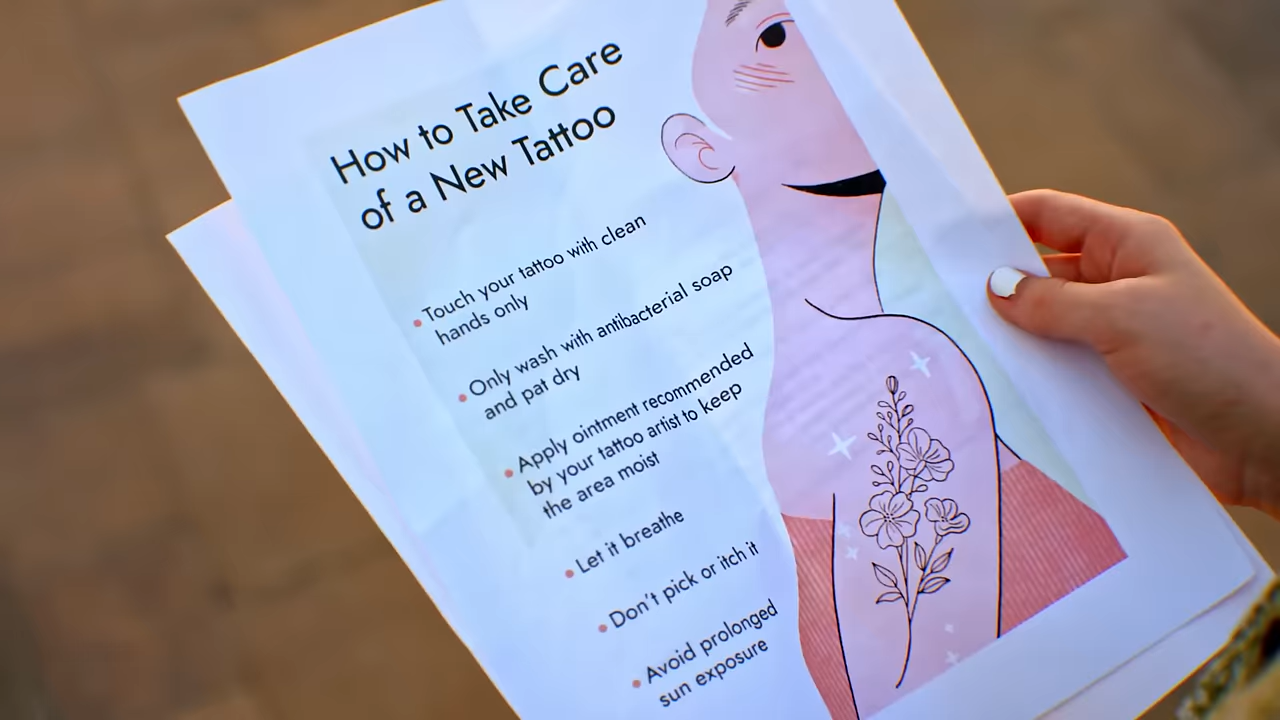 How to Take Care
of a New Tattoo
• Touch your tattoo with clean
hands only
• Only wash with antibacterial soap
and pat dry
• Apply ointment recommended
by your tattoo artist to keep
the area moist
• Let it breathe
• Don't pick or itch it
• Avoid prolonged
sun exposure